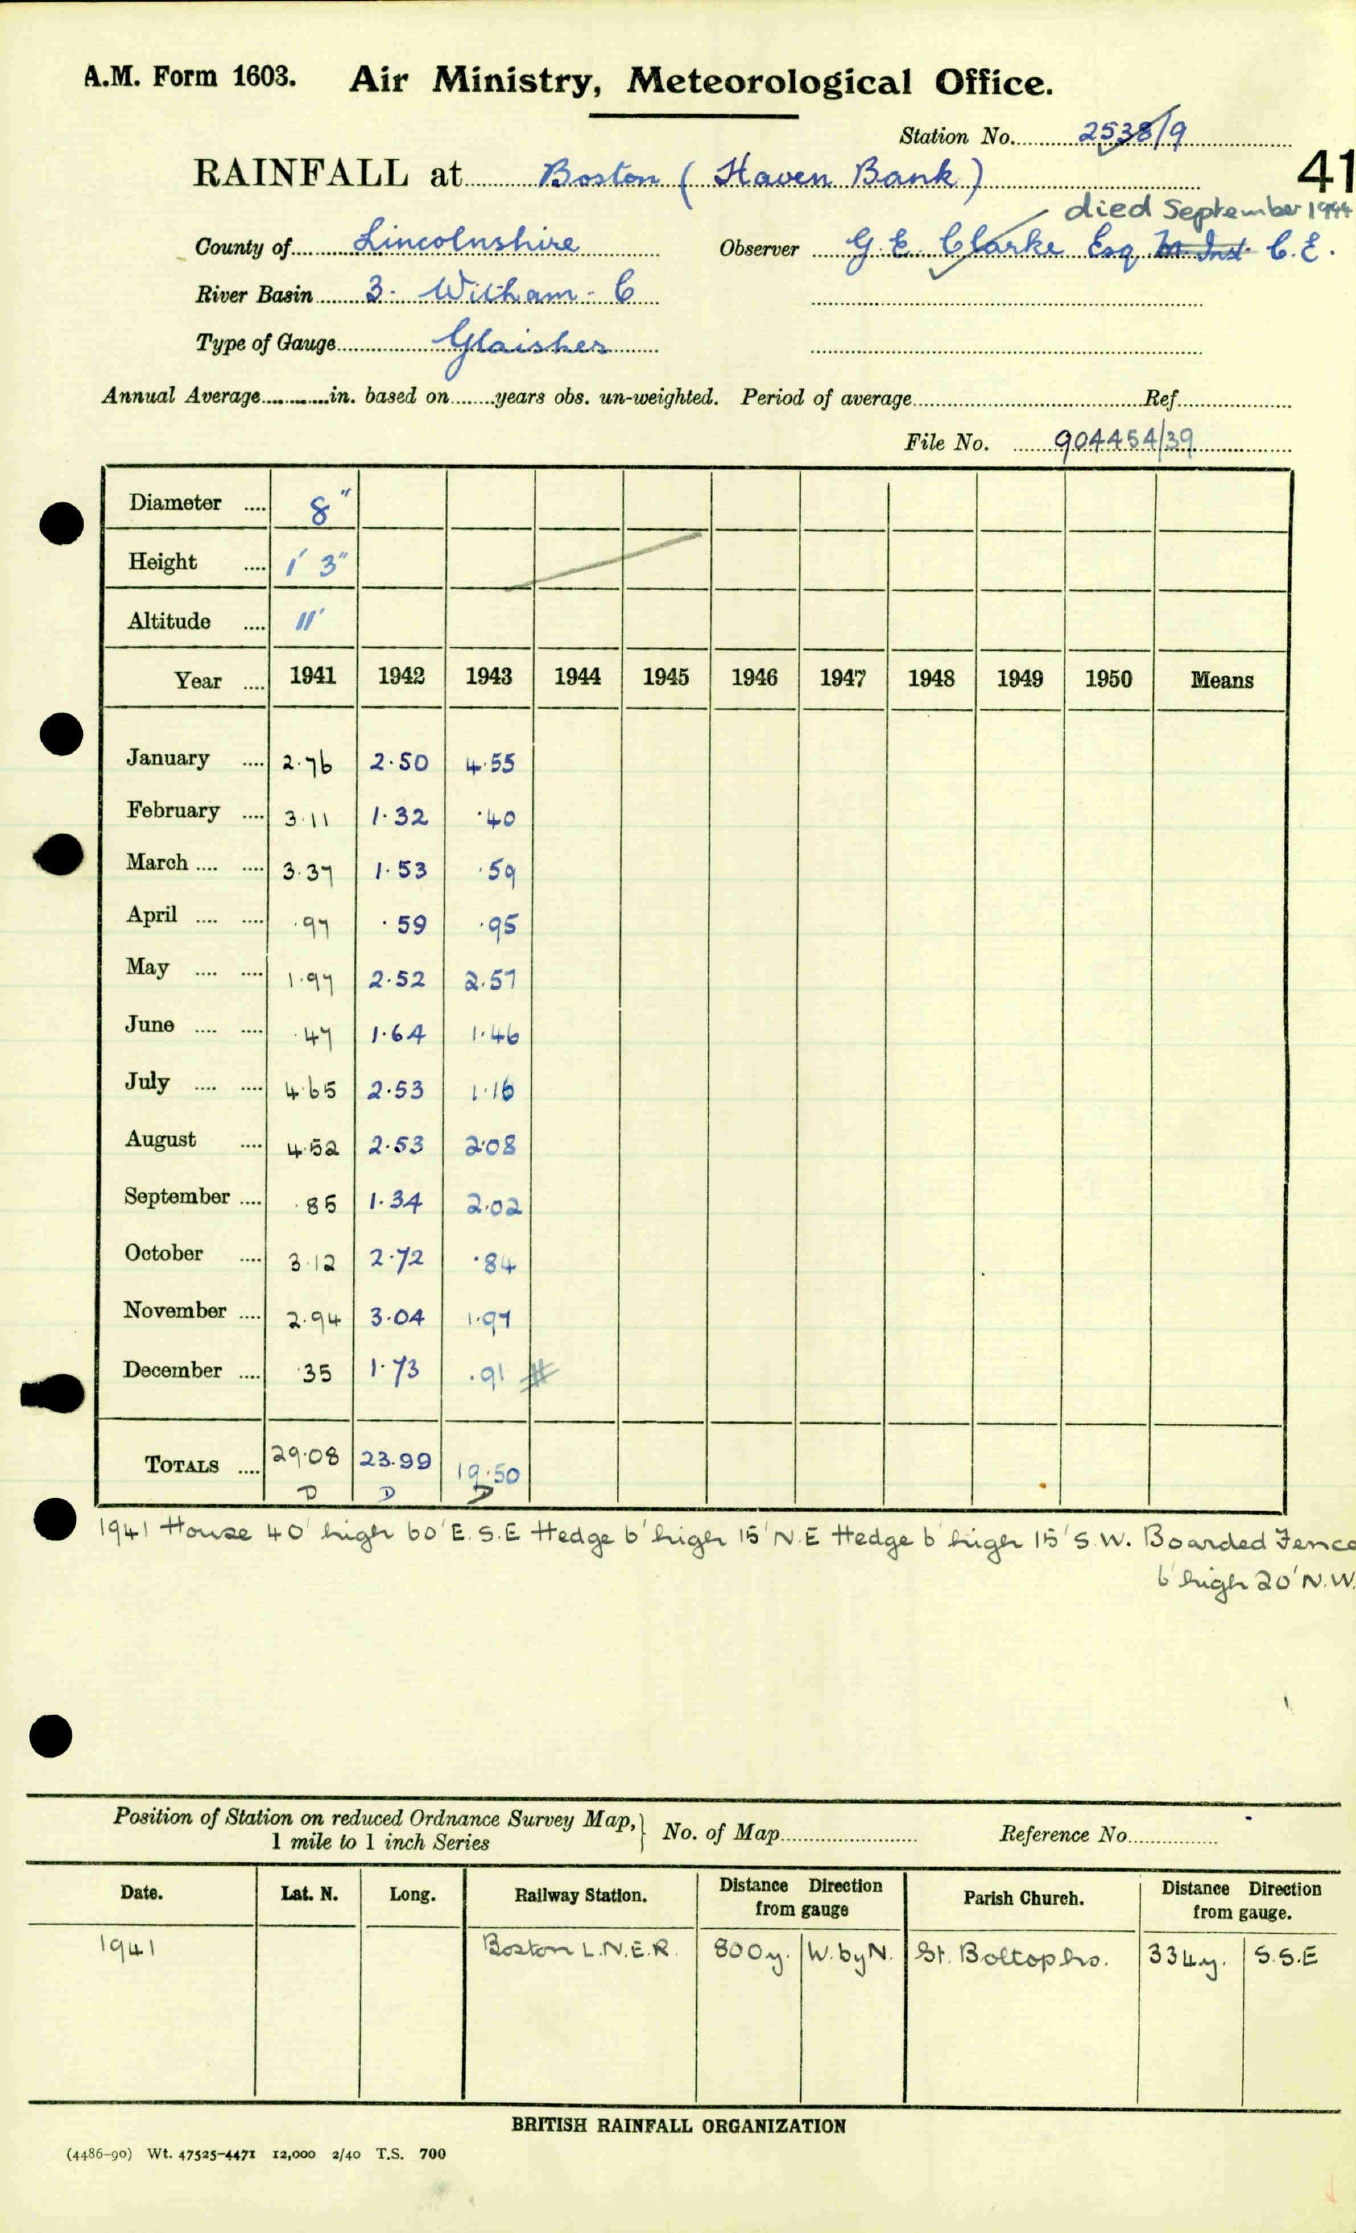 A.M. Form 1603. Air Ministry, Meteorological Office.
Station No. 2538/9
41
RAINFALL at Boston (Haven Bank)
died September 1944
County of Lincolnshire Observer G. E. Clarke Esq M Inst C. E.
River Basin 3. Witham - C
Type of Gauge Glaisher
Annual Average in. based on years obs. un-weighted. Period of average Ref.
File No. 904454/39
Diameter .... 8"
Height .... 1' 3"
Altitude .... 11'
Year .... 1941 1942 1943 1944 1945 1946 1947 1948 1949 1950 Means
January .... 2.76 2.50 4.55
February .... 3.11 1.32 .40
March .... .... 3.37 1.53 .59
April .... .... .97 .59 .95
May .... .... 1.97 2.52 2.57
June .... .... .47 1.64 1.46
July .... .... 4.65 2.53 1.16
August .... 4.52 2.53 2.08
September .... .85 1.34 2.02
October .... 3.12 2.72 .84
November .... 2.94 3.04 1.97
December .... .35 1.73 .91 #
TOTALS .... 29.08 23.99 19.50
D D D
1941 House 40' high 60' E.S.E Hedge 6' high 15' N.E Hedge 6' high 15' S.W. Boarded Fence
6' high 20' N.W.
Position of Station on reduced Ordnance Survey Map, 1 mile to 1 inch Series } No. of Map Reference No.
Date. Lat. N. Long. Railway Station. Distance Direction from gauge Parish Church. Distance Direction from gauge.
1941 Boston L.N.E.R. 800y. W. by N. St. Boltophs. 334y. S.S.E
BRITISH RAINFALL ORGANIZATION
(4486-90) Wt. 47525-4471 12,000 2/40 T.S. 700